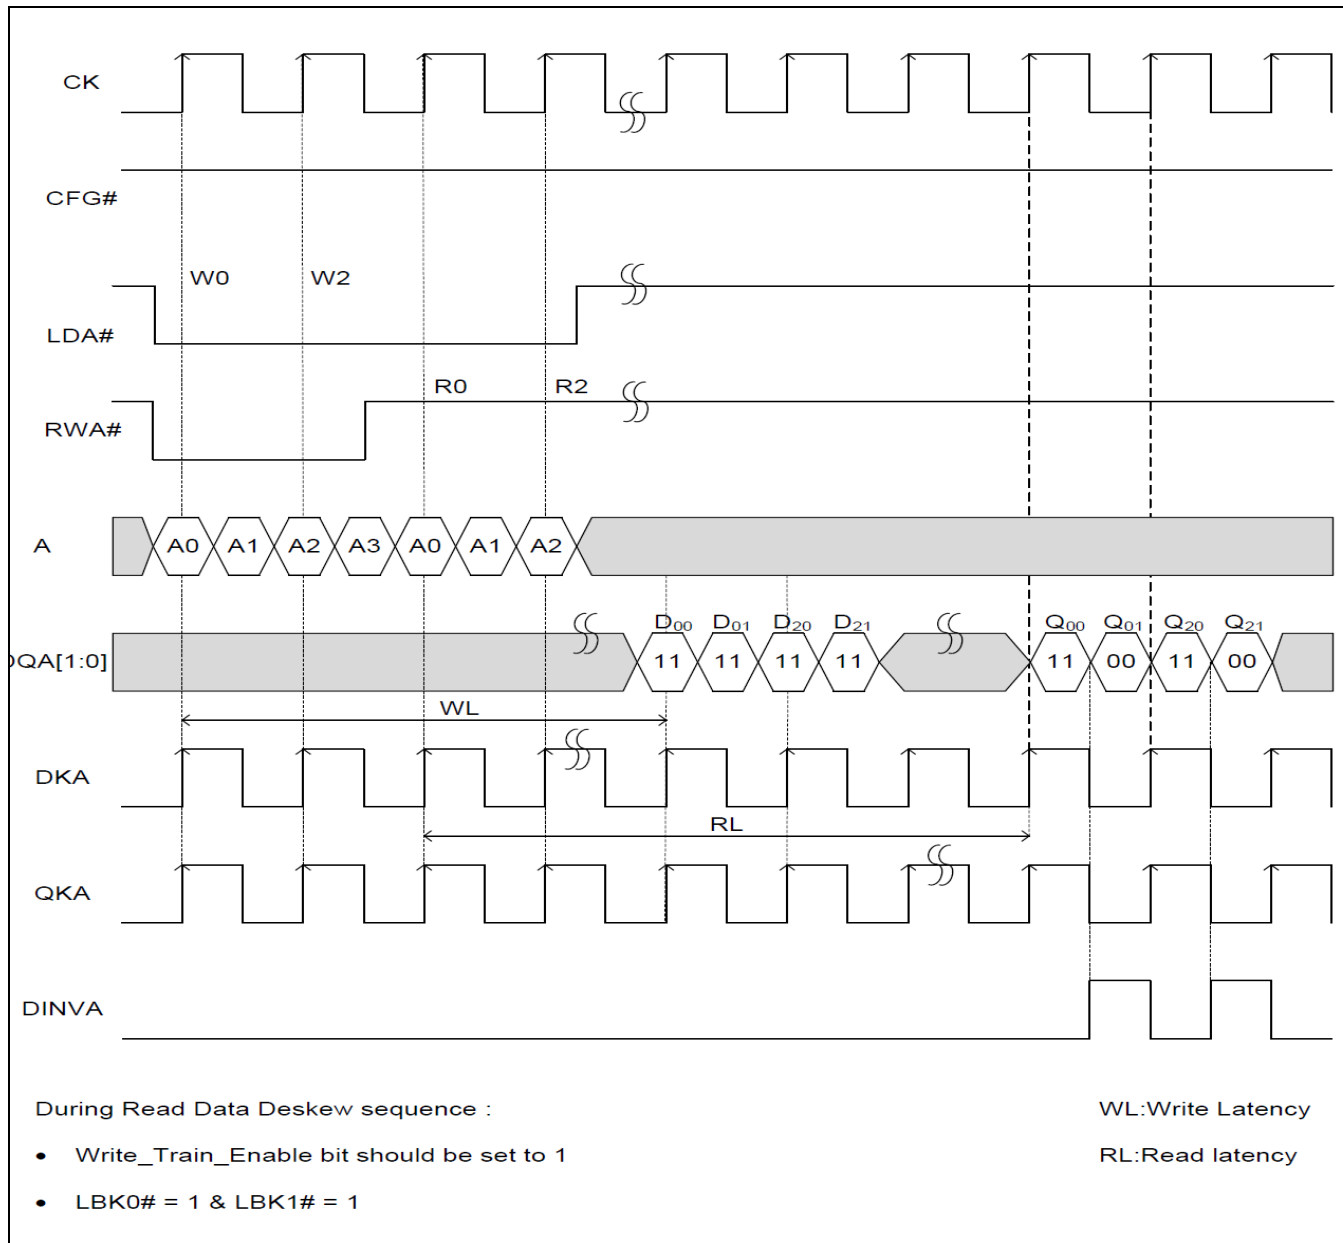 CK
CFG#
W0 W2
LDA#
R0 R2
RWA#
A A0 A1 A2 A3 A0 A1 A2
D00 D01 D20 D21 Q00 Q01 Q20 Q21
DQA[1:0] 11 11 11 11 11 00 11 00
WL
DKA
RL
QKA
DINVA
During Read Data Deskew sequence : WL:Write Latency
• Write_Train_Enable bit should be set to 1 RL:Read latency
• LBK0# = 1 & LBK1# = 1